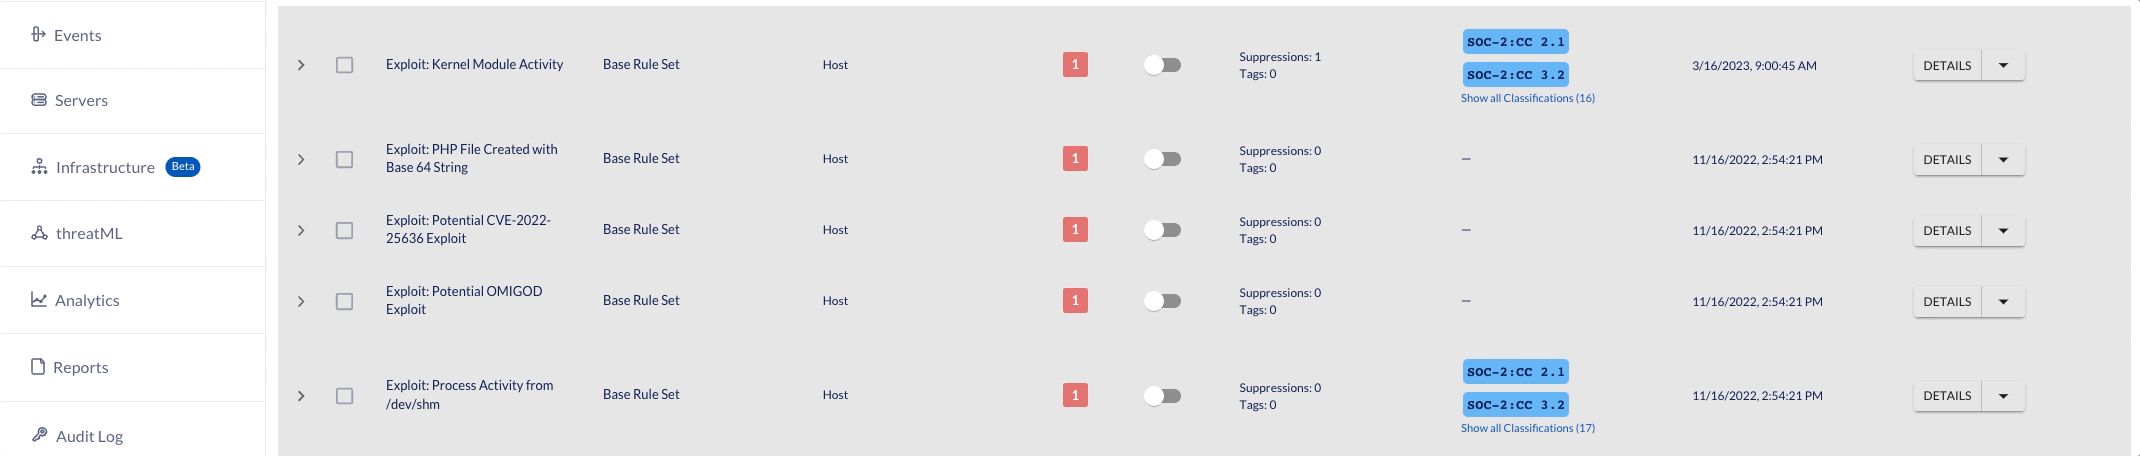 Events
Servers
Infrastructure Beta
threatML
Analytics
Reports
Audit Log
Exploit: Kernel Module Activity
Base Rule Set
Host
1
Suppressions: 1
Tags: 0
SOC-2:CC 2.1
SOC-2:CC 3.2
Show all Classifications (16)
3/16/2023, 9:00:45 AM
DETAILS
Exploit: PHP File Created with
Base 64 String
Base Rule Set
Host
1
Suppressions: 0
Tags: 0
–
11/16/2022, 2:54:21 PM
DETAILS
Exploit: Potential CVE-2022-
25636 Exploit
Base Rule Set
Host
1
Suppressions: 0
Tags: 0
–
11/16/2022, 2:54:21 PM
DETAILS
Exploit: Potential OMIGOD
Exploit
Base Rule Set
Host
1
Suppressions: 0
Tags: 0
–
11/16/2022, 2:54:21 PM
DETAILS
Exploit: Process Activity from
/dev/shm
Base Rule Set
Host
1
Suppressions: 0
Tags: 0
SOC-2:CC 2.1
SOC-2:CC 3.2
Show all Classifications (17)
11/16/2022, 2:54:21 PM
DETAILS